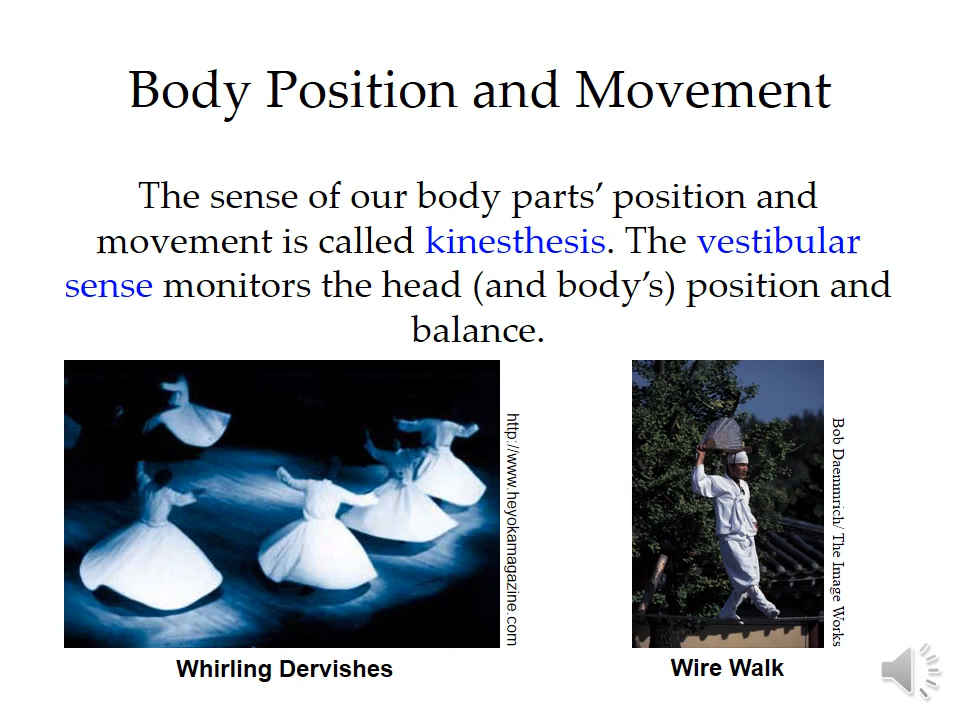 Body Position and Movement
The sense of our body parts’ position and
movement is called kinesthesis. The vestibular
sense monitors the head (and body’s) position and
balance.
http://www.heyokamagazine.com
Bob Daemmrich/ The Image Works
Whirling Dervishes
Wire Walk